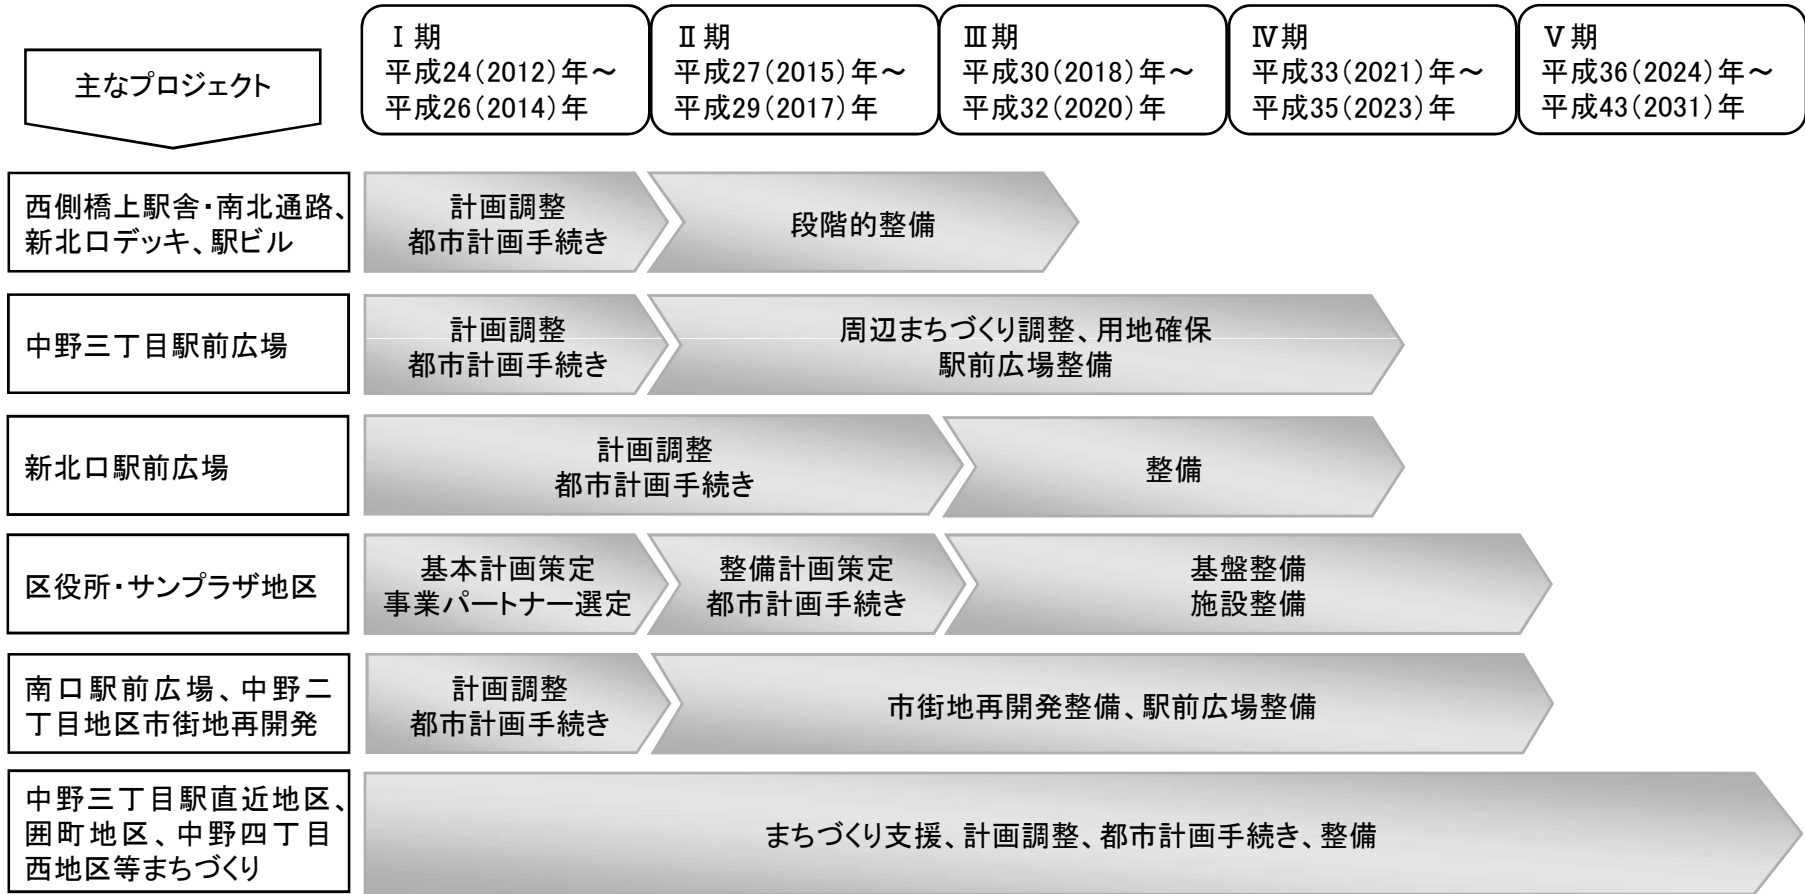 主なプロジェクト
Ⅰ期
平成24(2012)年～
平成26(2014)年
Ⅱ期
平成27(2015)年～
平成29(2017)年
Ⅲ期
平成30(2018)年～
平成32(2020)年
Ⅳ期
平成33(2021)年～
平成35(2023)年
Ⅴ期
平成36(2024)年～
平成43(2031)年
西側橋上駅舎・南北通路、
新北口デッキ、駅ビル
計画調整
都市計画手続き
段階的整備
中野三丁目駅前広場
計画調整
都市計画手続き
周辺まちづくり調整、用地確保
駅前広場整備
新北口駅前広場
計画調整
都市計画手続き
整備
区役所・サンプラザ地区
基本計画策定
事業パートナー選定
整備計画策定
都市計画手続き
基盤整備
施設整備
南口駅前広場、中野二
丁目地区市街地再開発
計画調整
都市計画手続き
市街地再開発整備、駅前広場整備
中野三丁目駅直近地区、
囲町地区、中野四丁目
西地区等まちづくり
まちづくり支援、計画調整、都市計画手続き、整備